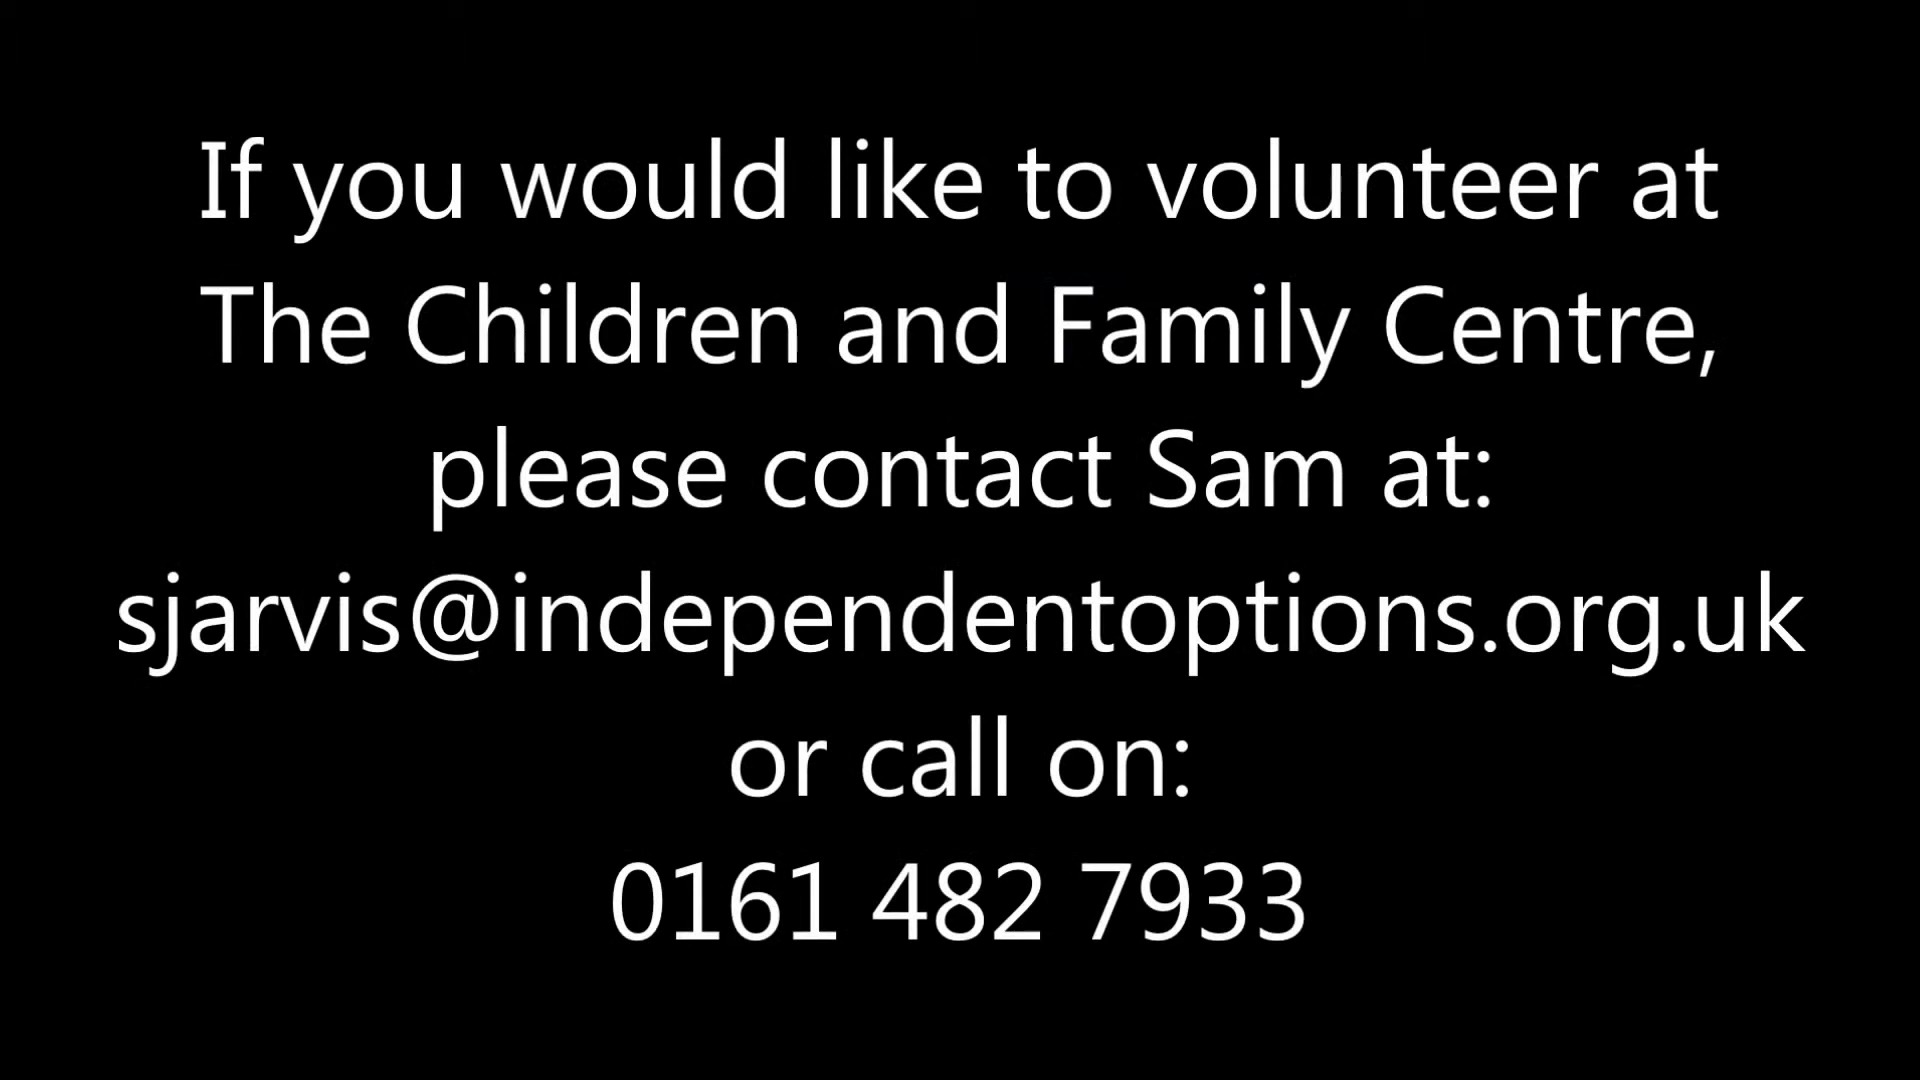 If you would like to volunteer at
The Children and Family Centre,
please contact Sam at:
sjarvis@independentoptions.org.uk
or call on:
0161 482 7933